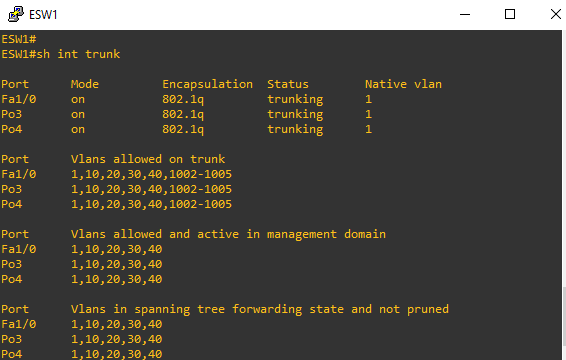 ESW1
ESW1#
ESW1#sh int trunk
Port Mode Encapsulation Status Native vlan
Fa1/0 on 802.1q trunking 1
Po3 on 802.1q trunking 1
Po4 on 802.1q trunking 1
Port Vlans allowed on trunk
Fa1/0 1,10,20,30,40,1002-1005
Po3 1,10,20,30,40,1002-1005
Po4 1,10,20,30,40,1002-1005
Port Vlans allowed and active in management domain
Fa1/0 1,10,20,30,40
Po3 1,10,20,30,40
Po4 1,10,20,30,40
Port Vlans in spanning tree forwarding state and not pruned
Fa1/0 1,10,20,30,40
Po3 1,10,20,30,40
Po4 1,10,20,30,40